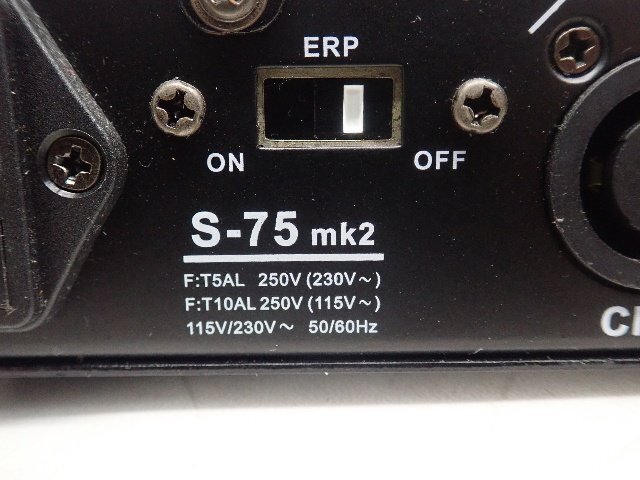 ERP
ON OFF
S-75 mk2
F:T5AL 250V (230V~)
F:T10AL 250V (115V~)
115V/230V~ 50/60Hz